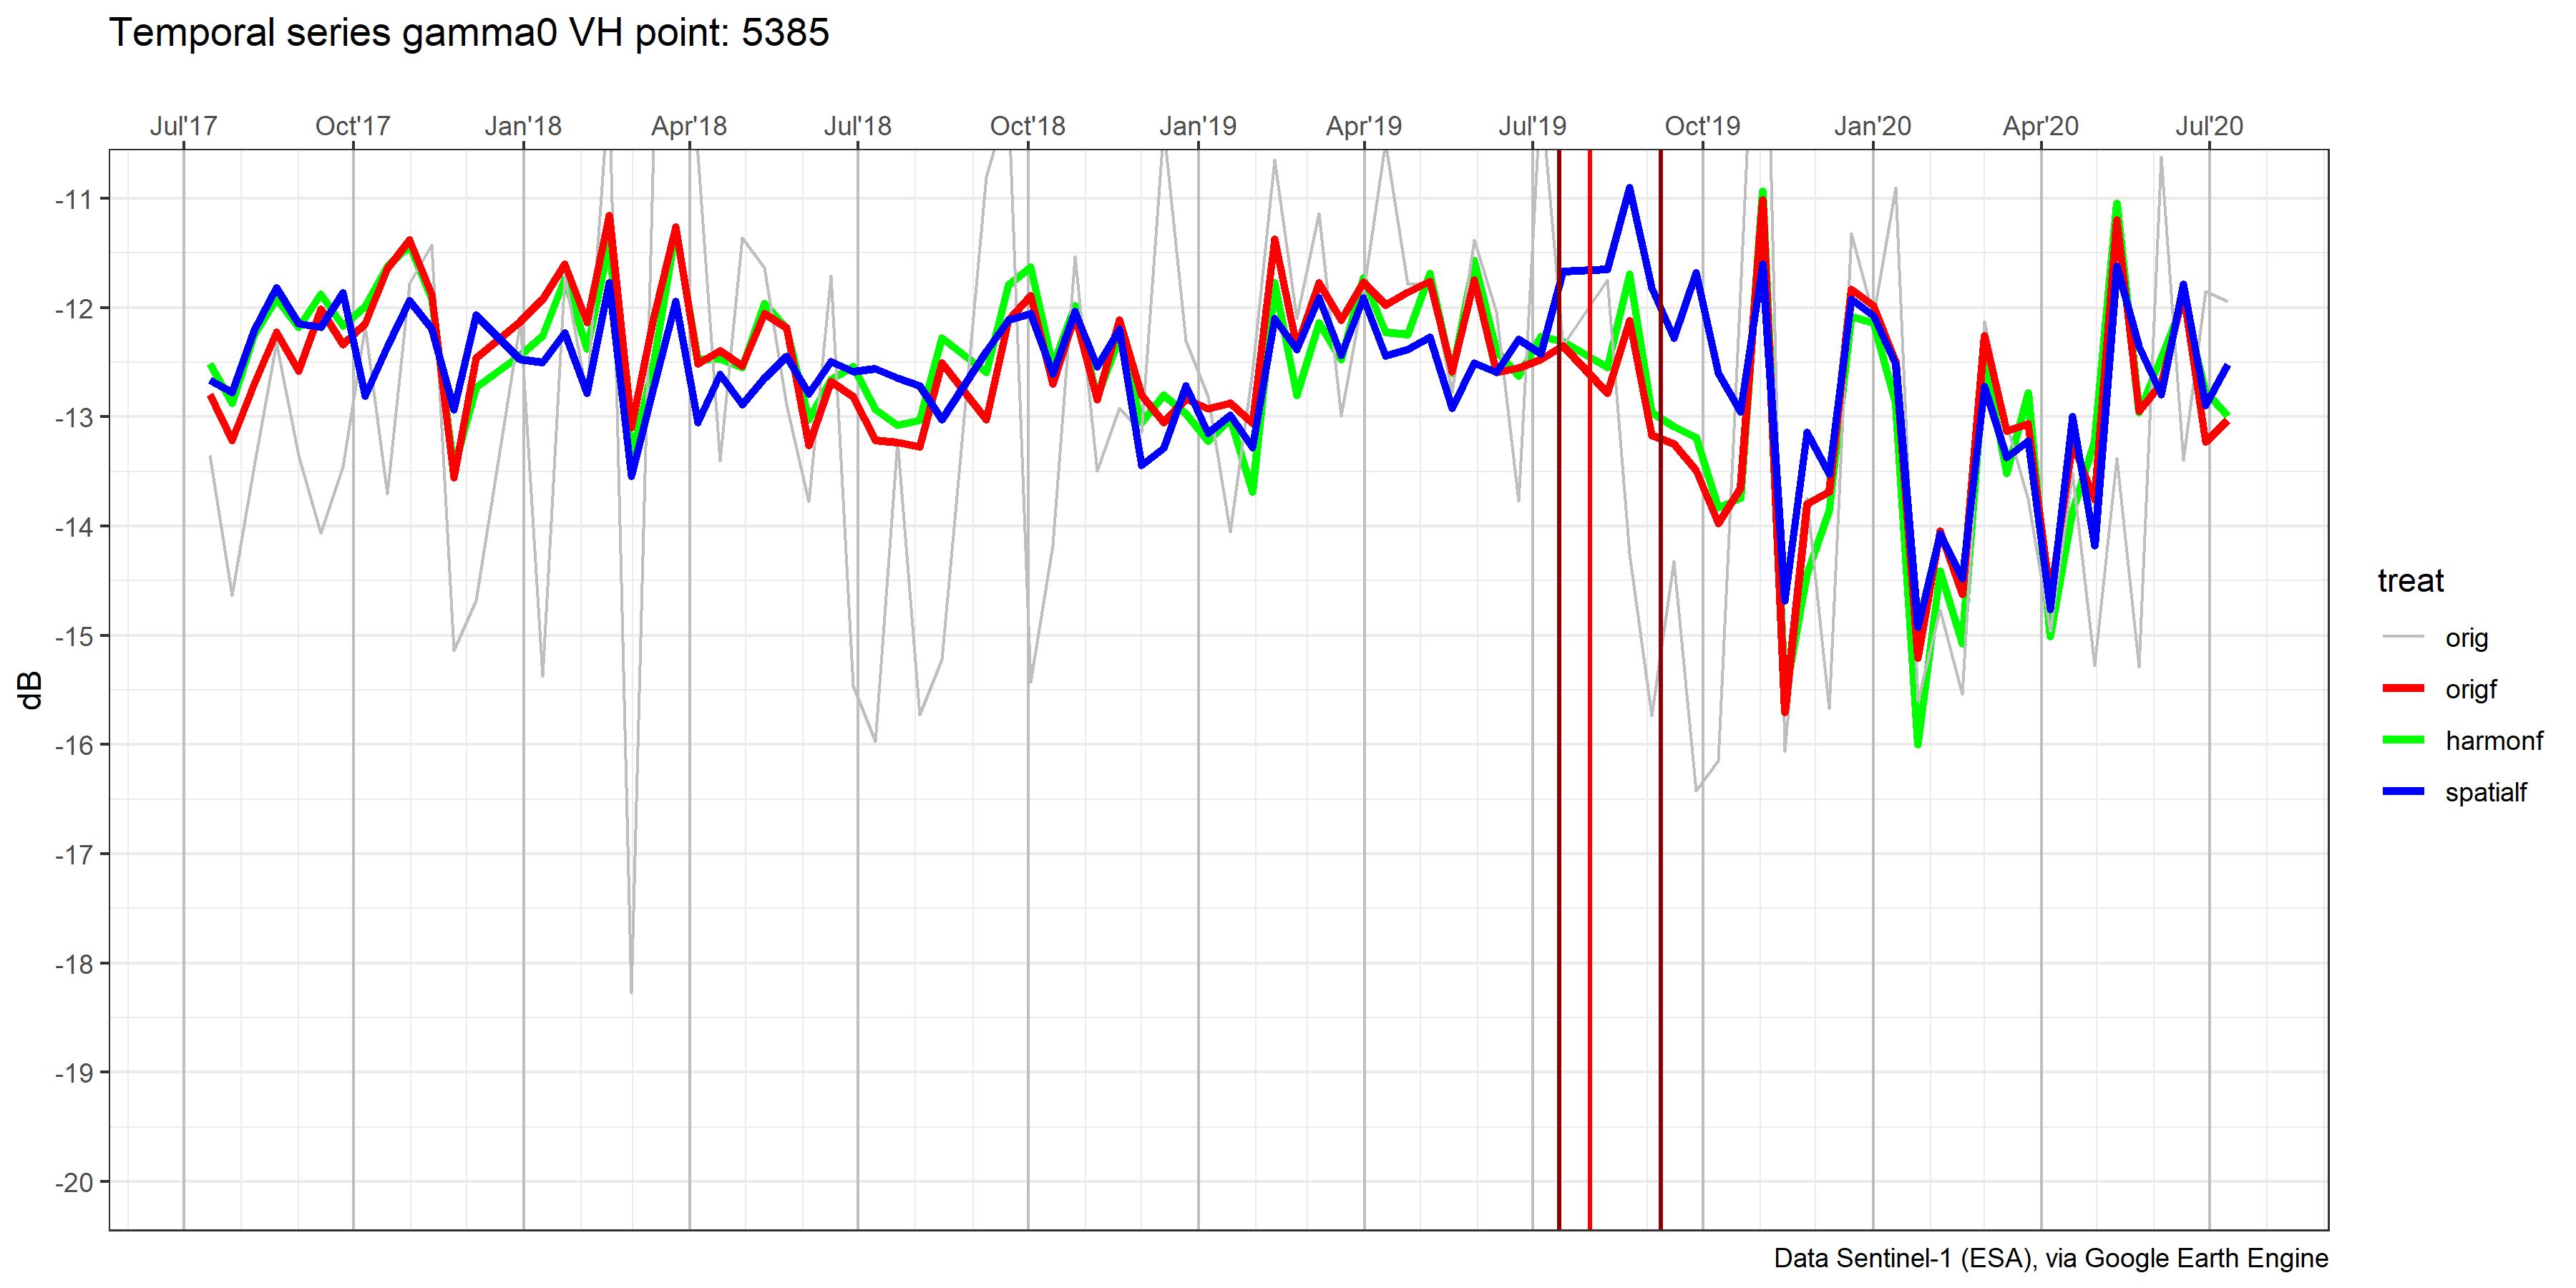 Temporal series gamma0 VH point: 5385
Jul'17 Oct'17 Jan'18 Apr'18 Jul'18 Oct'18 Jan'19 Apr'19 Jul'19 Oct'19 Jan'20 Apr'20 Jul'20
-11
-12
-13
-14
-15
-16
-17
-18
-19
-20
dB
treat
orig
origf
harmonf
spatialf
Data Sentinel-1 (ESA), via Google Earth Engine